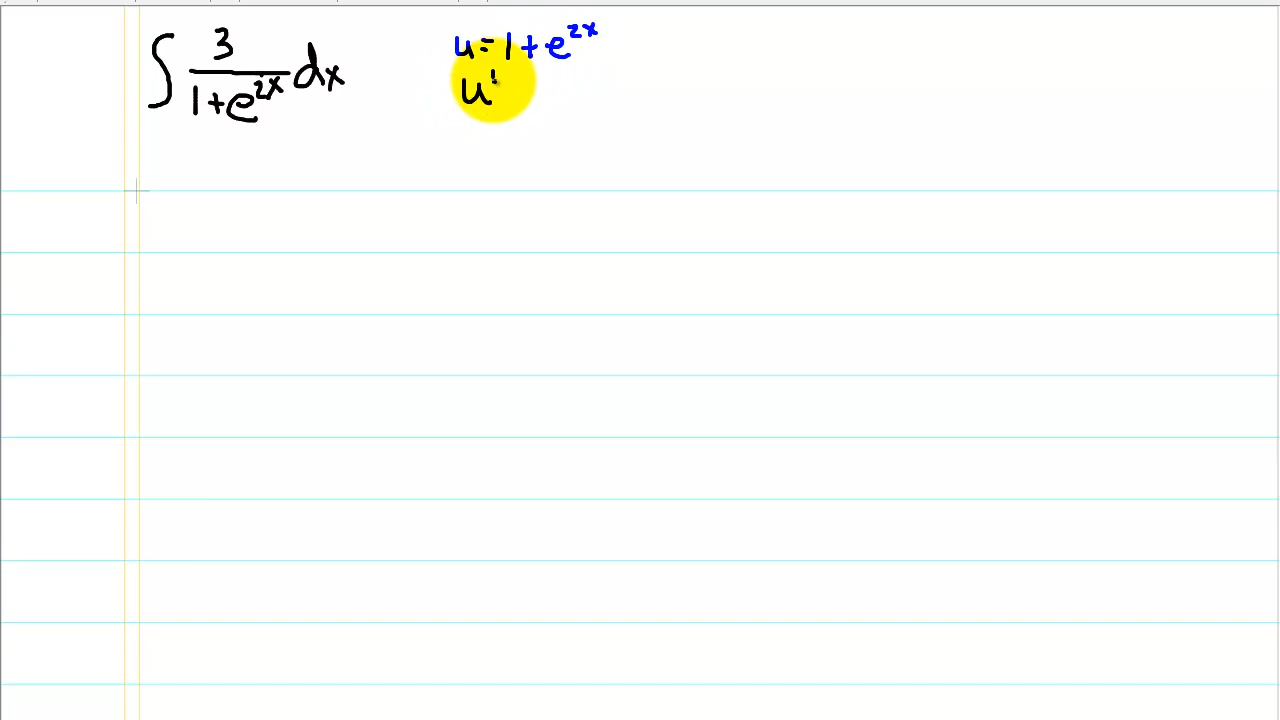 ∫ 3/(1+e^{2x}) dx
u = 1 + e^{2x}
u'